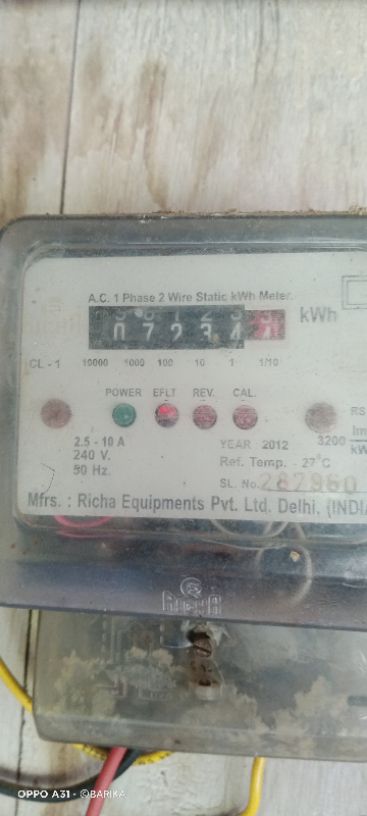 A.C. 1 Phase 2 Wire Static kWh Meter.
07234 kWh
CL - 1 10000 1000 100 10 1 1/10
POWER EFLT REV. CAL.
2.5 - 10 A YEAR 2012 3200
240 V. Ref. Temp. - 27°C
50 Hz. SL. No. 282960
Mfrs. : Richa Equipments Pvt. Ltd. Delhi. (INDIA
RICHA
OPPO A31 · ©BARIKA